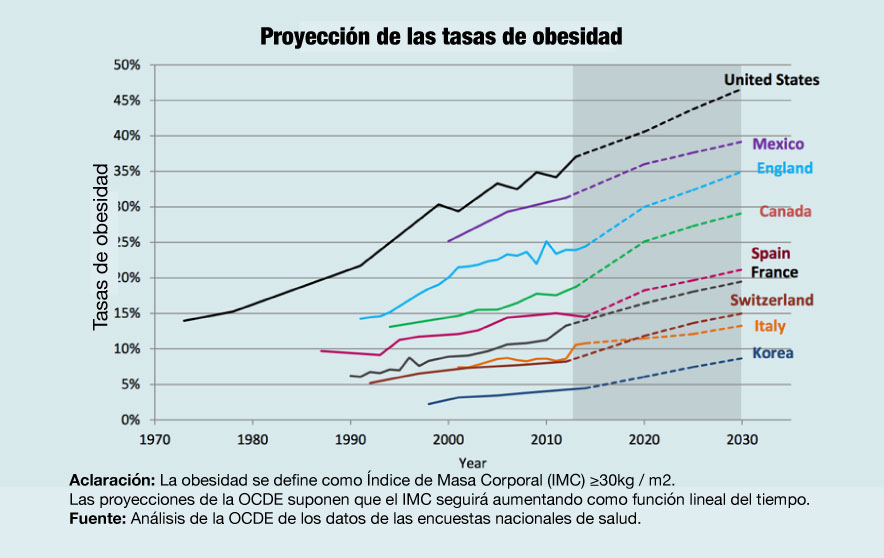 Proyección de las tasas de obesidad
Tasas de obesidad
50%
45%
40%
35%
30%
25%
20%
15%
10%
5%
0%
1970
1980
1990
2000
2010
2020
2030
Year
United States
Mexico
England
Canada
Spain
France
Switzerland
Italy
Korea
Aclaración: La obesidad se define como Índice de Masa Corporal (IMC) ≥30kg / m2.
Las proyecciones de la OCDE suponen que el IMC seguirá aumentando como función lineal del tiempo.
Fuente: Análisis de la OCDE de los datos de las encuestas nacionales de salud.